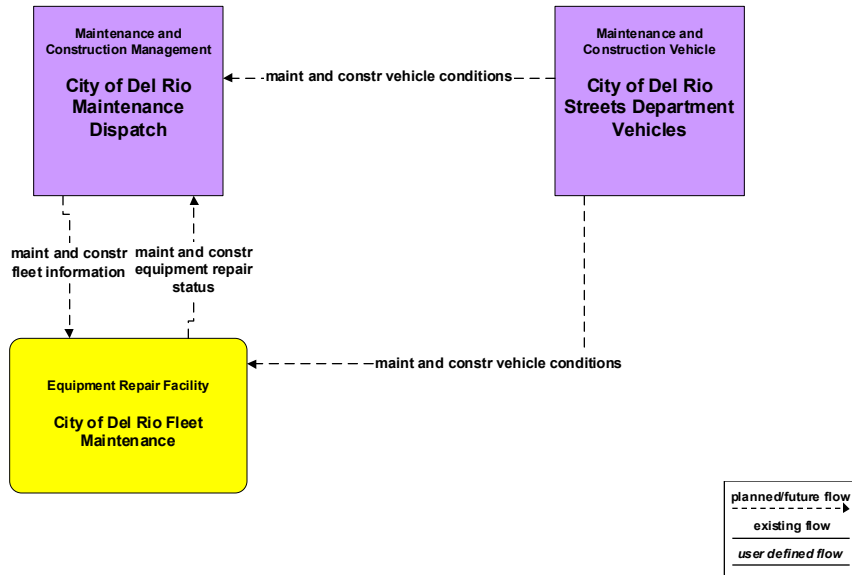 Maintenance and
Construction Management
City of Del Rio
Maintenance
Dispatch
Maintenance and
Construction Vehicle
City of Del Rio
Streets Department
Vehicles
maint and constr vehicle conditions
maint and constr
fleet information
maint and constr
equipment repair
status
maint and constr vehicle conditions
Equipment Repair Facility
City of Del Rio Fleet
Maintenance
planned/future flow
existing flow
user defined flow